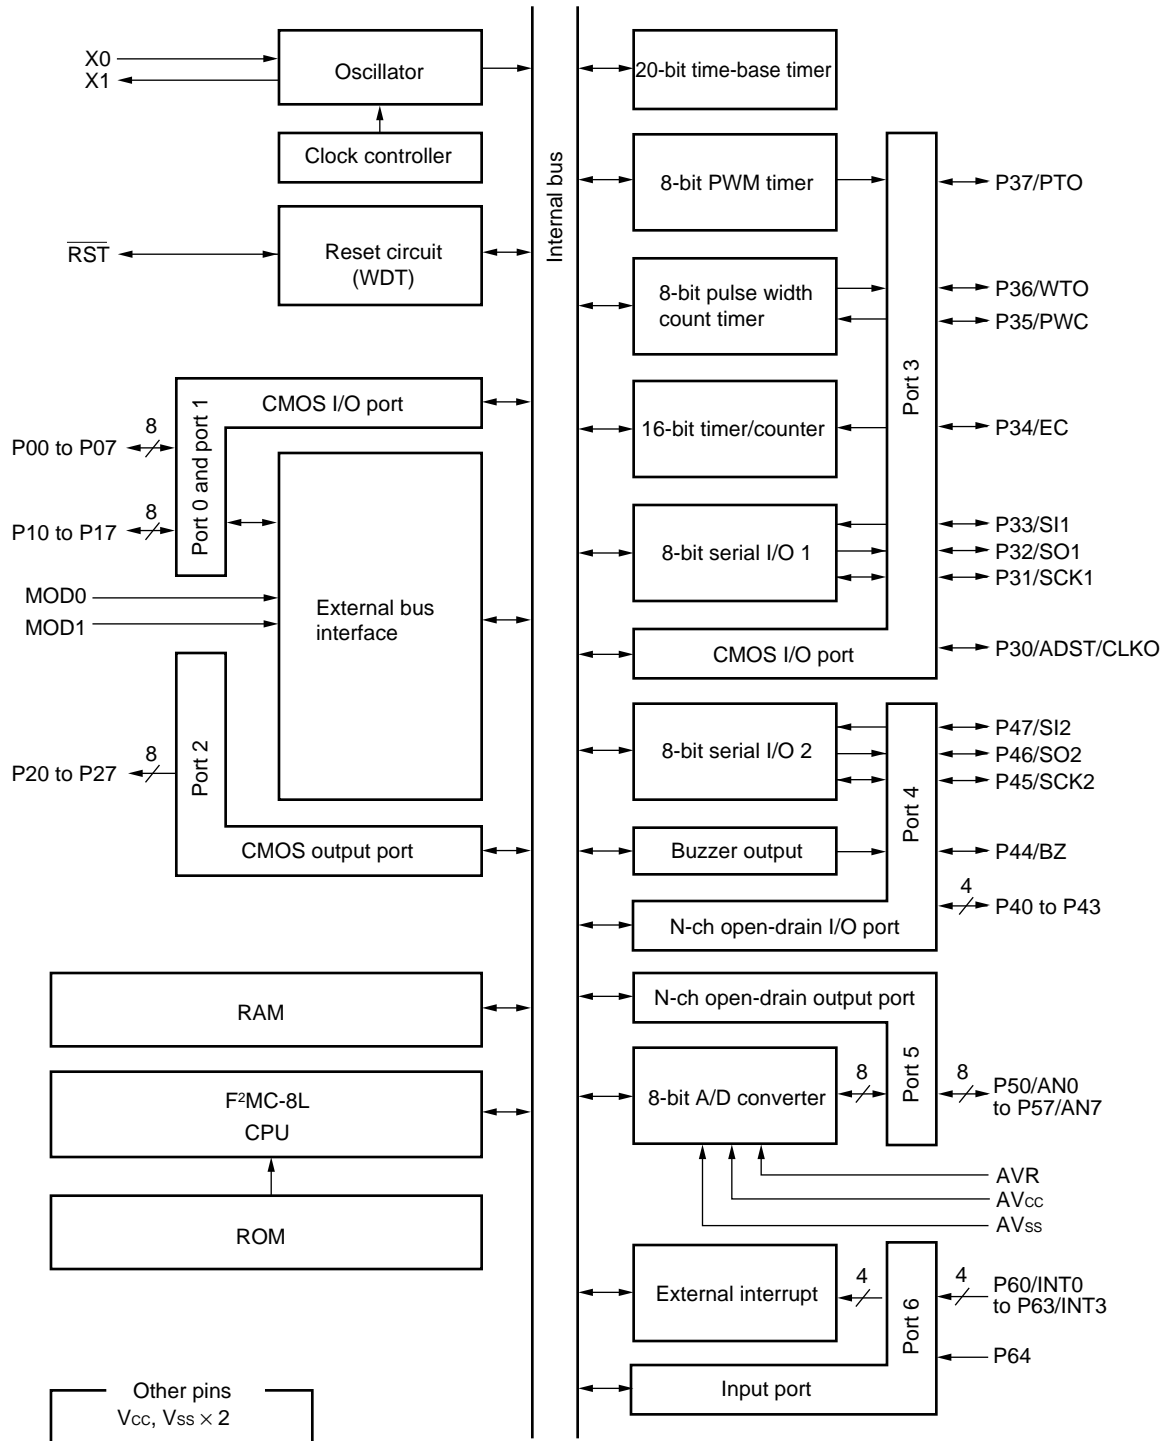 X0
X1
Oscillator
Clock controller
RST
Reset circuit
(WDT)
CMOS I/O port
Port 0 and port 1
P00 to P07
8
P10 to P17
8
MOD0
MOD1
External bus
interface
Port 2
P20 to P27
8
CMOS output port
RAM
F²MC-8L
CPU
ROM
Other pins
VCC, VSS × 2
Internal bus
20-bit time-base timer
8-bit PWM timer
P37/PTO
8-bit pulse width
count timer
P36/WTO
P35/PWC
Port 3
16-bit timer/counter
P34/EC
8-bit serial I/O 1
P33/SI1
P32/SO1
P31/SCK1
CMOS I/O port
P30/ADST/CLKO
8-bit serial I/O 2
P47/SI2
P46/SO2
P45/SCK2
Port 4
Buzzer output
P44/BZ
4
P40 to P43
N-ch open-drain I/O port
N-ch open-drain output port
Port 5
8-bit A/D converter
8
8
P50/AN0
to P57/AN7
AVR
AVCC
AVSS
External interrupt
4
Port 6
4
P60/INT0
to P63/INT3
P64
Input port